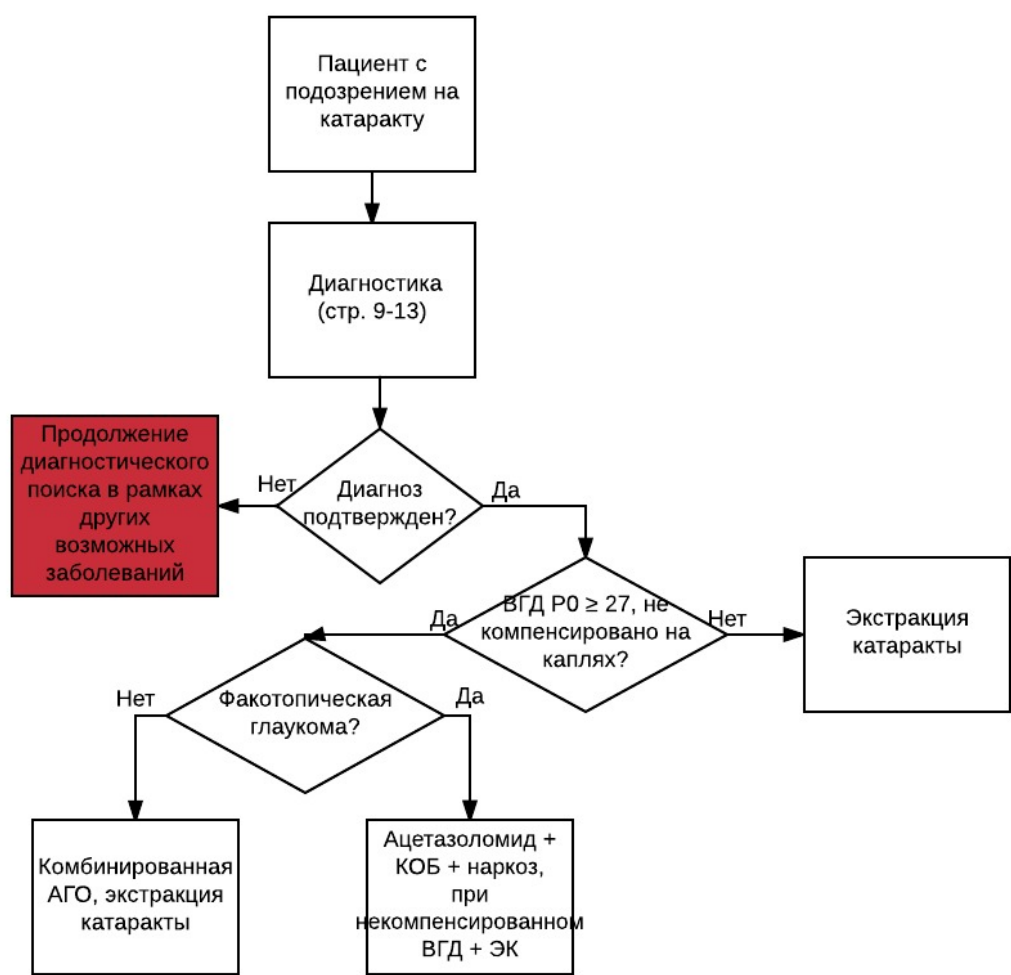 Пациент с
подозрением на
катаракту
Диагностика
(стр. 9-13)
Продолжение
диагностического
поиска в рамках
других
возможных
заболеваний
Нет
Диагноз
подтвержден?
Да
ВГД P0 ≥ 27, не
компенсировано на
каплях?
Да
Нет
Экстракция
катаракты
Факотопическая
глаукома?
Нет
Да
Комбинированная
АГО, экстракция
катаракты
Ацетазоломид +
КОБ + наркоз,
при
некомпенсированном
ВГД + ЭК